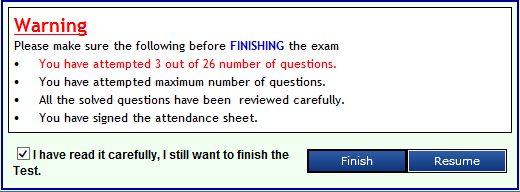 Warning
Please make sure the following before FINISHING the exam
• You have attempted 3 out of 26 number of questions.
• You have attempted maximum number of questions.
• All the solved questions have been reviewed carefully.
• You have signed the attendance sheet.
I have read it carefully, I still want to finish the
Test.
Finish Resume